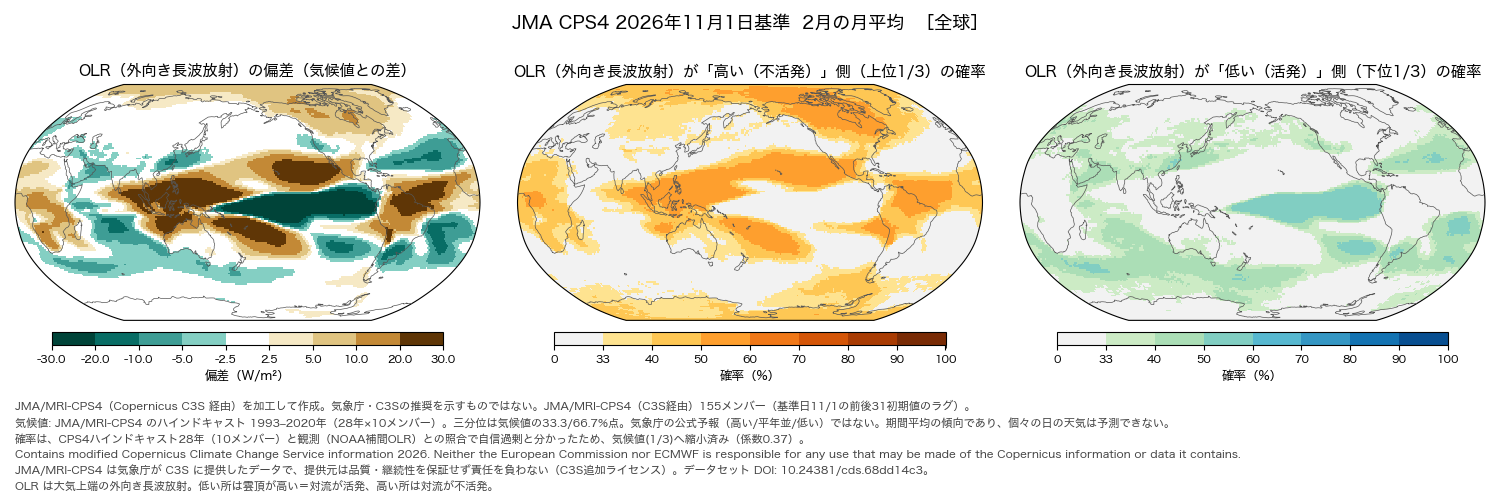 JMA CPS4 2026年11月1日基準 2月の月平均 ［全球］
OLR（外向き長波放射）の偏差（気候値との差）
OLR（外向き長波放射）が「高い（不活発）」側（上位1/3）の確率
OLR（外向き長波放射）が「低い（活発）」側（下位1/3）の確率
-30.0 -20.0 -10.0 -5.0 -2.5 2.5 5.0 10.0 20.0 30.0
偏差（W/m²）
0 33 40 50 60 70 80 90 100
確率（%）
0 33 40 50 60 70 80 90 100
確率（%）
JMA/MRI-CPS4（Copernicus C3S 経由）を加工して作成。気象庁・C3Sの推奨を示すものではない。JMA/MRI-CPS4（C3S経由）155メンバー（基準日11/1の前後31初期値のラグ）。
気候値: JMA/MRI-CPS4 のハインドキャスト 1993–2020年（28年×10メンバー）。三分位は気候値の33.3/66.7%点。気象庁の公式予報（高い/平年並/低い）ではない。期間平均の傾向であり、個々の日の天気は予測できない。
確率は、CPS4ハインドキャスト28年（10メンバー）と観測（NOAA補間OLR）との照合で自信過剰と分かったため、気候値(1/3)へ縮小済み（係数0.37）。
Contains modified Copernicus Climate Change Service information 2026. Neither the European Commission nor ECMWF is responsible for any use that may be made of the Copernicus information or data it contains.
JMA/MRI-CPS4 は気象庁が C3S に提供したデータで、提供元は品質・継続性を保証せず責任を負わない（C3S追加ライセンス）。データセット DOI: 10.24381/cds.68dd14c3。
OLR は大気上端の外向き長波放射。低い所は雲頂が高い＝対流が活発、高い所は対流が不活発。